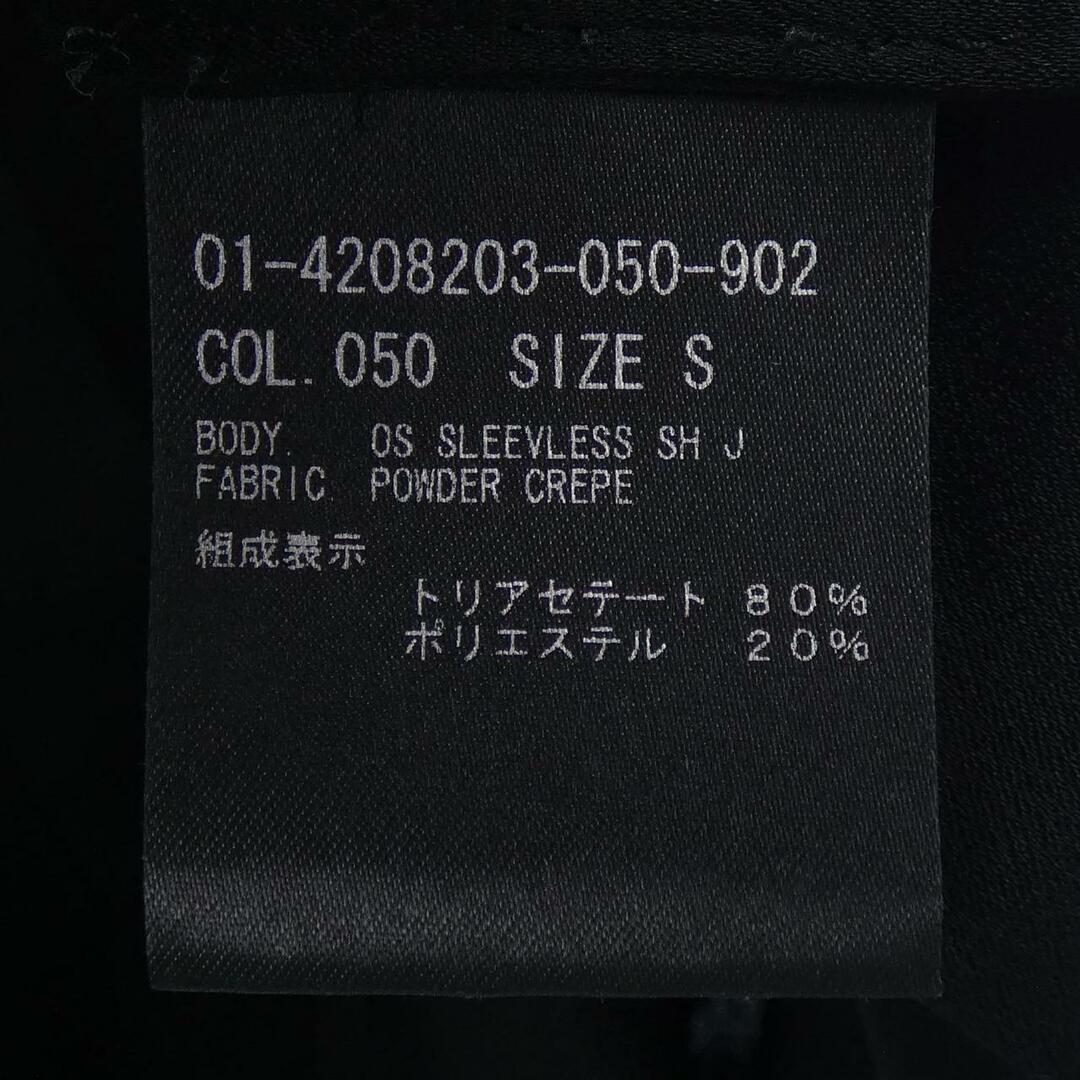 01-4208203-050-902
COL. 050 SIZE S
BODY. OS SLEEVLESS SH J
FABRIC POWDER CREPE
組成表示
トリアセテート 80%
ポリエステル 20%